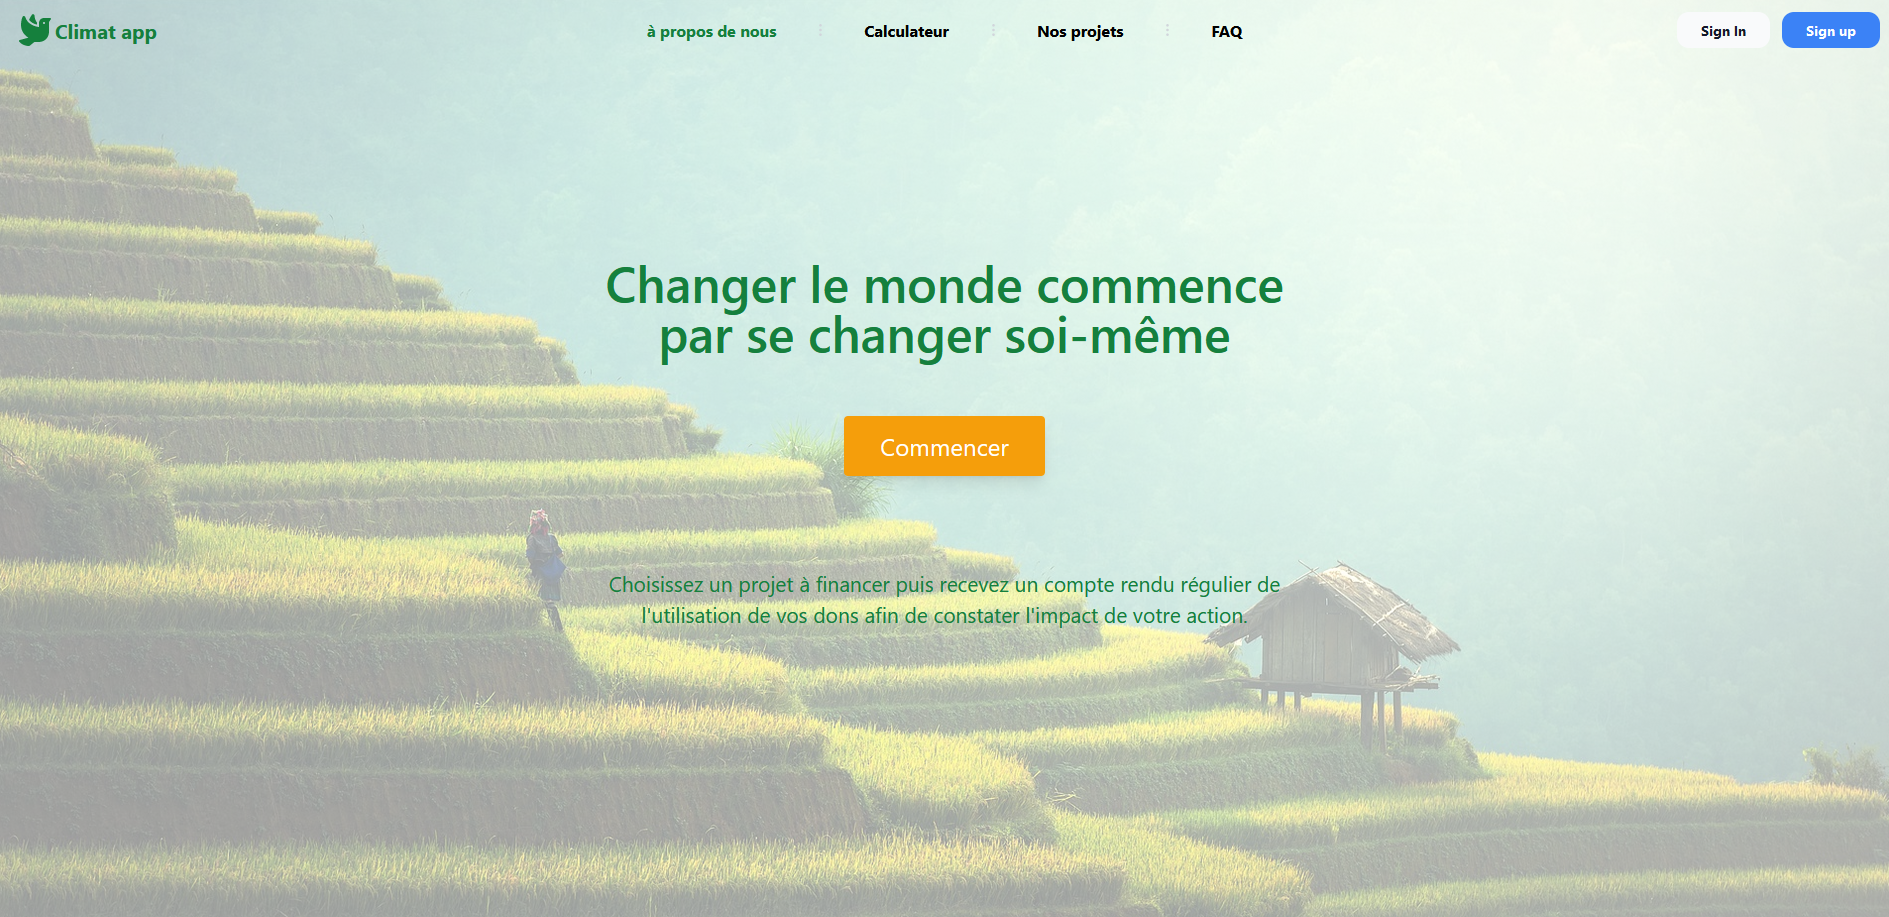 Climat app
à propos de nous
Calculateur
Nos projets
FAQ
Sign In
Sign up
Changer le monde commence
par se changer soi-même
Commencer
Choisissez un projet à financer puis recevez un compte rendu régulier de
l'utilisation de vos dons afin de constater l'impact de votre action.